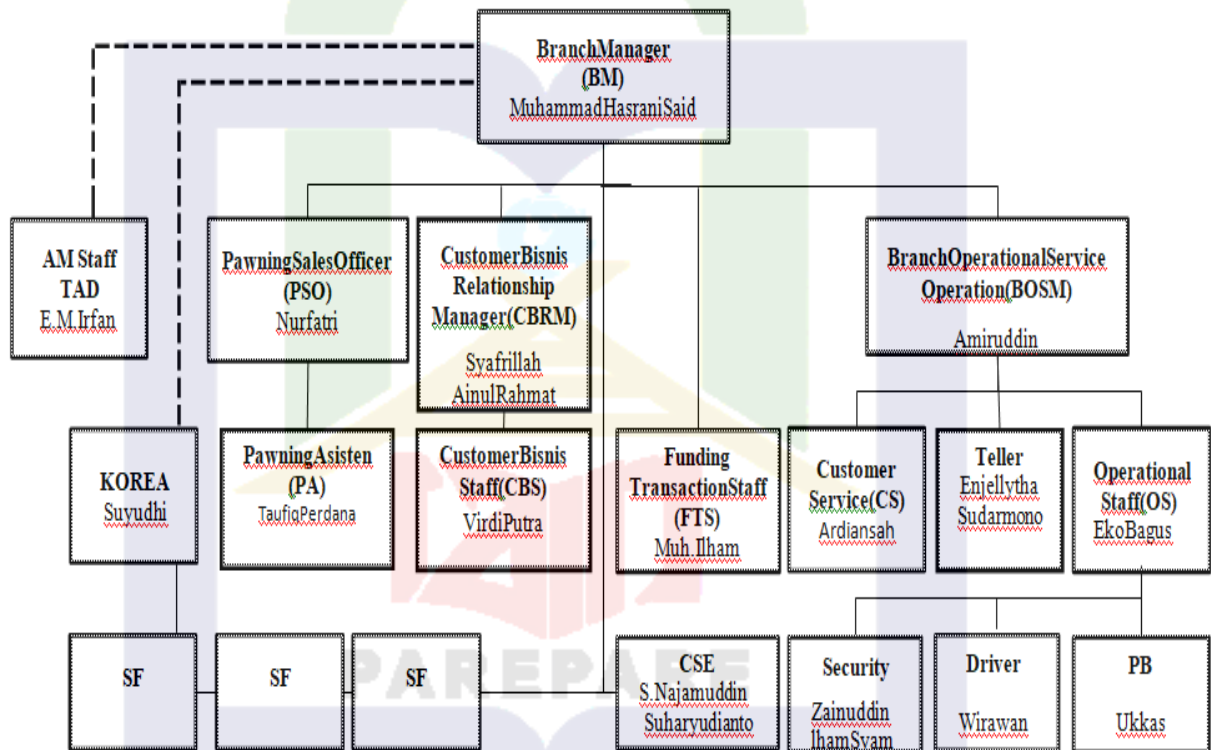 BranchManager
(BM)
MuhammadHasraniSaid
AM Staff
TAD
E.M.Irfan
PawningSalesOfficer
(PSO)
Nurfatri
CustomerBisnis
Relationship
Manager(CBRM)
Syafrillah
AinulRahmat
BranchOperationalService
Operation(BOSM)
Amiruddin
KOREA
Suyudhi
PawningAsisten
(PA)
TaufiqPerdana
CustomerBisnis
Staff(CBS)
VirdiPutra
Funding
TransactionStaff
(FTS)
Muh.Ilham
Customer
Service(CS)
Ardiansah
Teller
Enjellytha
Sudarmono
Operational
Staff(OS)
EkoBagus
SF
SF
SF
CSE
S.Najamuddin
Suharyudianto
Security
Zainuddin
IhamSyam
Driver
Wirawan
PB
Ukkas
PAREPARE